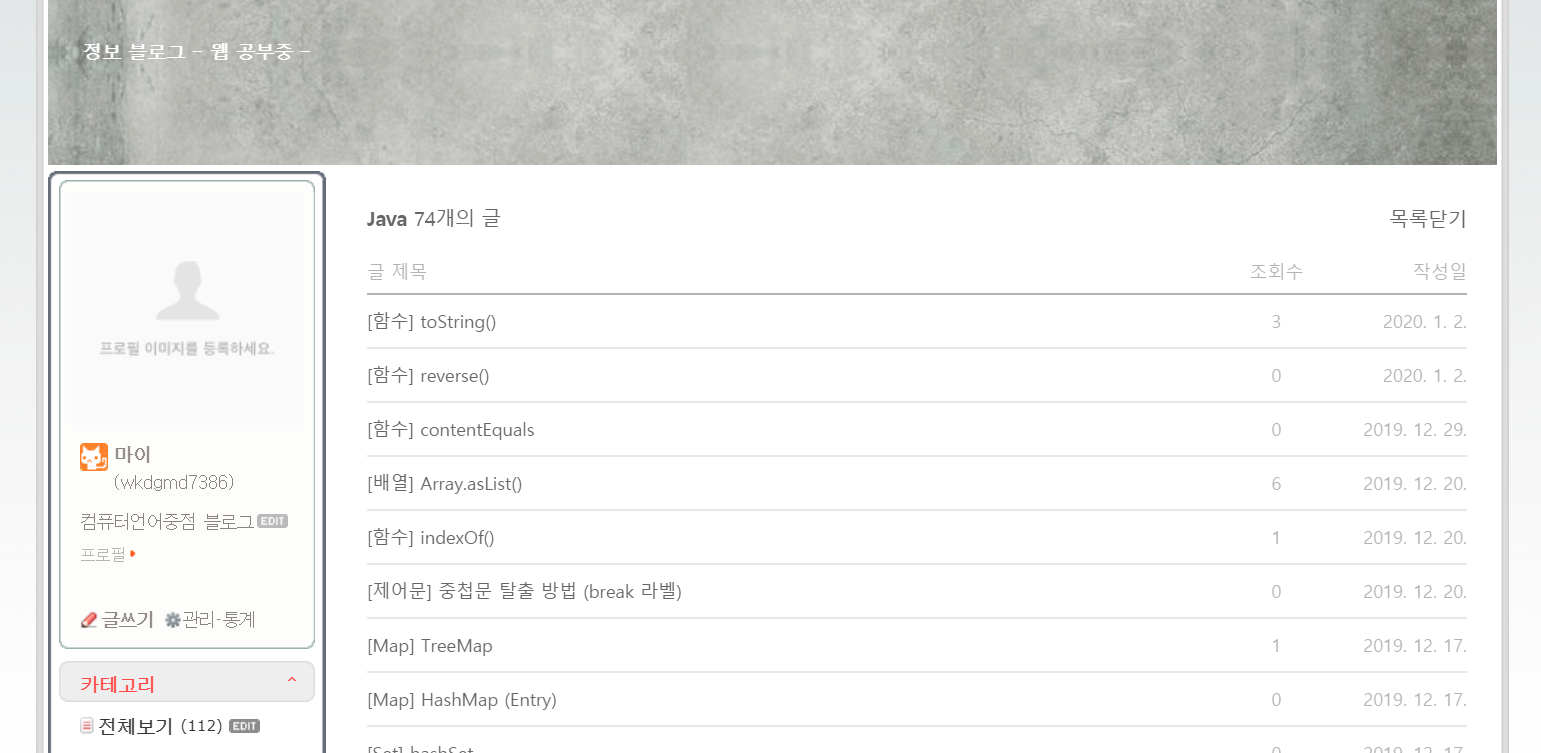 정보 블로그 - 웹 공부중 -
프로필 이미지를 등록하세요.
마이
(wkdgmd7386)
컴퓨터언어중점 블로그 EDIT
프로필
글쓰기 관리·통계
카테고리
전체보기 (112) EDIT
Java 74개의 글 목록닫기
글 제목 조회수 작성일
[함수] toString() 3 2020. 1. 2.
[함수] reverse() 0 2020. 1. 2.
[함수] contentEquals 0 2019. 12. 29.
[배열] Array.asList() 6 2019. 12. 20.
[함수] indexOf() 1 2019. 12. 20.
[제어문] 중첩문 탈출 방법 (break 라벨) 0 2019. 12. 20.
[Map] TreeMap 1 2019. 12. 17.
[Map] HashMap (Entry) 0 2019. 12. 17.
[Set] hashSet 0 2019. 12. 17.